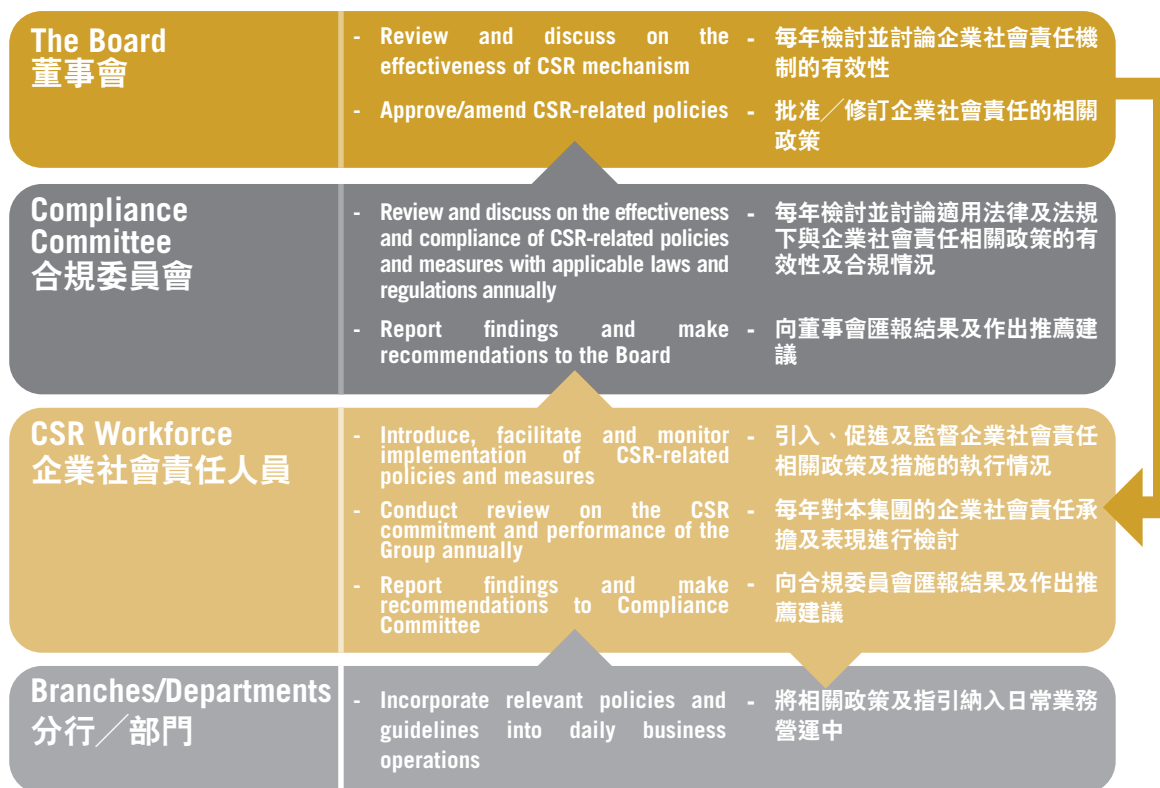 The Board
董事會
- Review and discuss on the
effectiveness of CSR mechanism
- Approve/amend CSR-related policies
- 每年檢討並討論企業社會責任機
制的有效性
- 批准／修訂企業社會責任的相關
政策
Compliance
Committee
合規委員會
- Review and discuss on the effectiveness
and compliance of CSR-related policies
and measures with applicable laws and
regulations annually
- Report findings and make
recommendations to the Board
- 每年檢討並討論適用法律及法規
下與企業社會責任相關政策的有
效性及合規情況
- 向董事會匯報結果及作出推薦建
議
CSR Workforce
企業社會責任人員
- Introduce, facilitate and monitor
implementation of CSR-related
policies and measures
- Conduct review on the CSR
commitment and performance of the
Group annually
- Report findings and make
recommendations to Compliance
Committee
- 引入、促進及監督企業社會責任
相關政策及措施的執行情況
- 每年對本集團的企業社會責任承
擔及表現進行檢討
- 向合規委員會匯報結果及作出推
薦建議
Branches/Departments
分行／部門
- Incorporate relevant policies and
guidelines into daily business
operations
- 將相關政策及指引納入日常業務
營運中